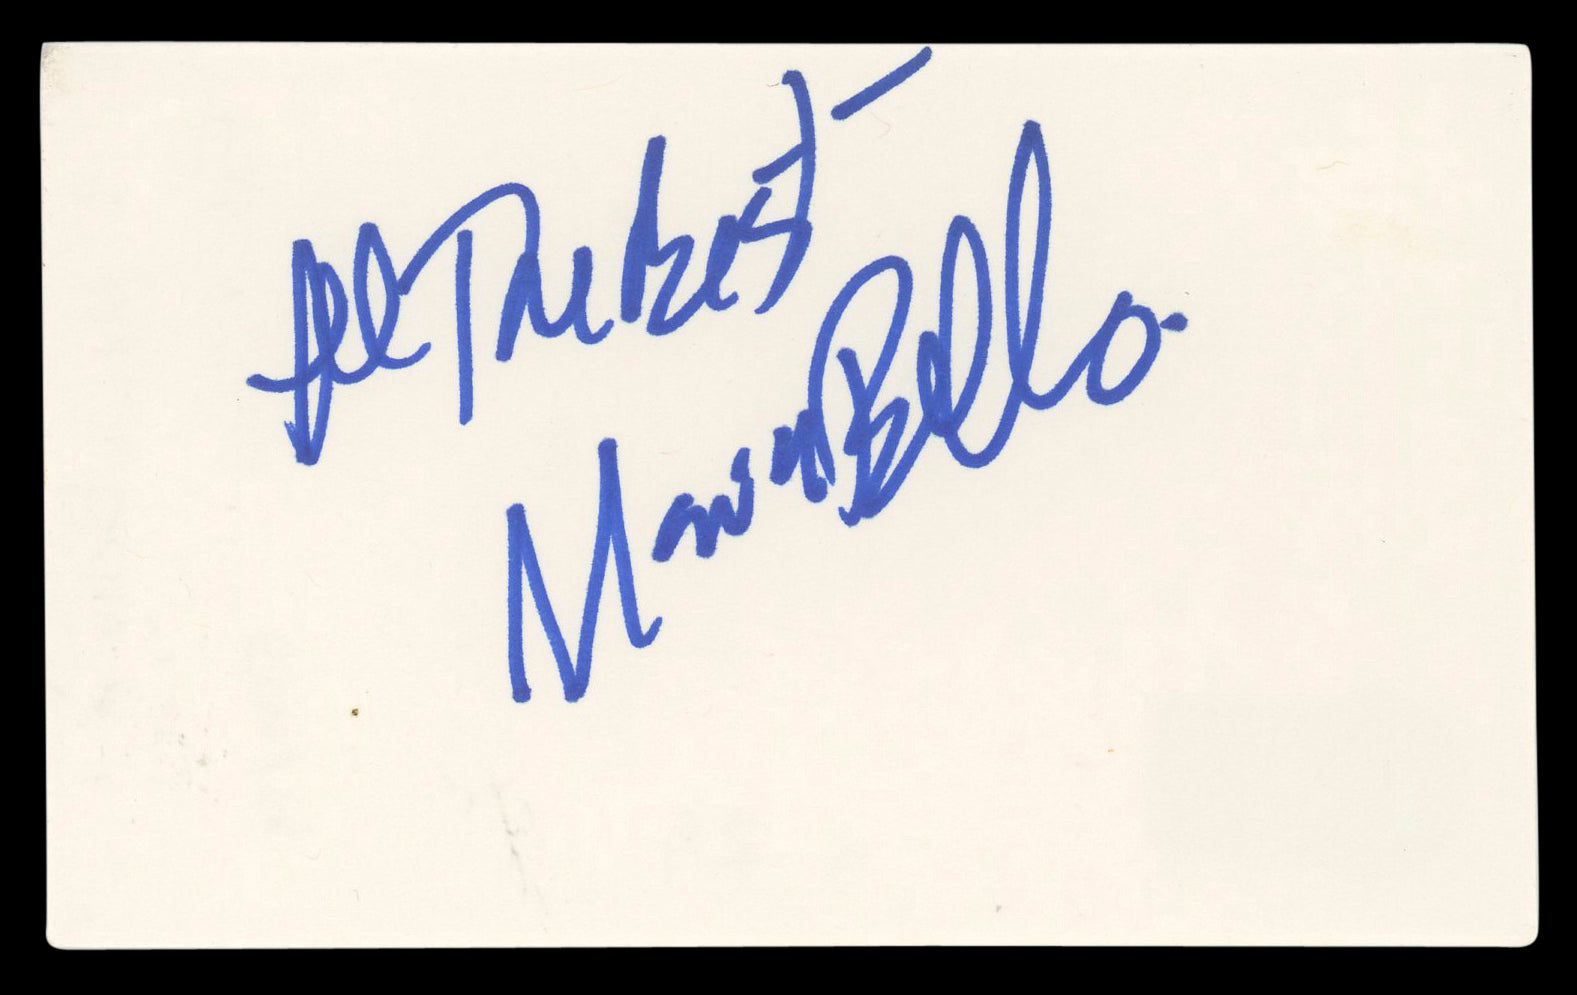 All The Best -
Maria Bello